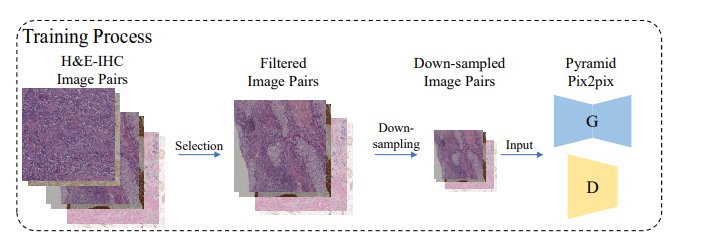 Training Process
H&E-IHC
Image Pairs
Filtered
Image Pairs
Down-sampled
Image Pairs
Pyramid
Pix2pix
Selection
Down-
sampling
Input
G
D